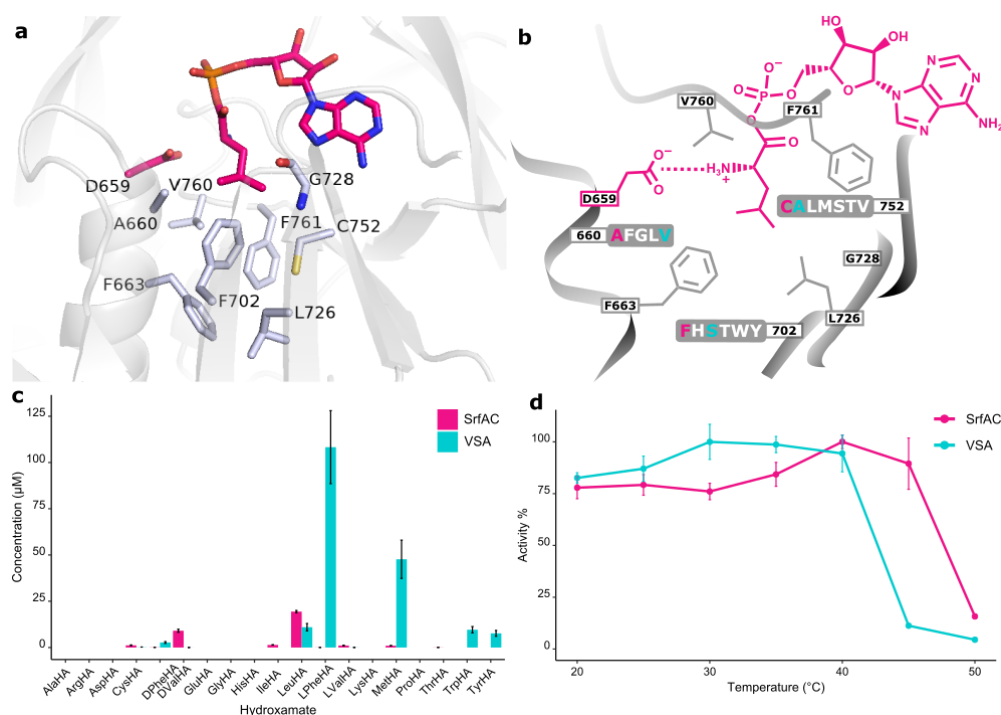 a
D659
V760
A660
G728
F761
C752
F663
F702
L726
b
HO
OH
O⁻
O
P
O
O
O
N
N
N
N
NH₂
V760
F761
O
O⁻
O
H₃N
+
D659
CALMSTV 752
660 AFGLV
G728
F663
L726
FHSTWY 702
c
SrfAC
VSA
Concentration (µM)
125
100
75
50
25
0
AlaHA
ArgHA
AspHA
CysHA
DPheHA
DValHA
GluHA
GlyHA
HisHA
IleHA
LeuHA
LPheHA
LValHA
LysHA
MetHA
ProHA
ThrHA
TrpHA
TyrHA
Hydroxamate
d
SrfAC
VSA
Activity %
100
75
50
25
0
20
30
40
50
Temperature (°C)